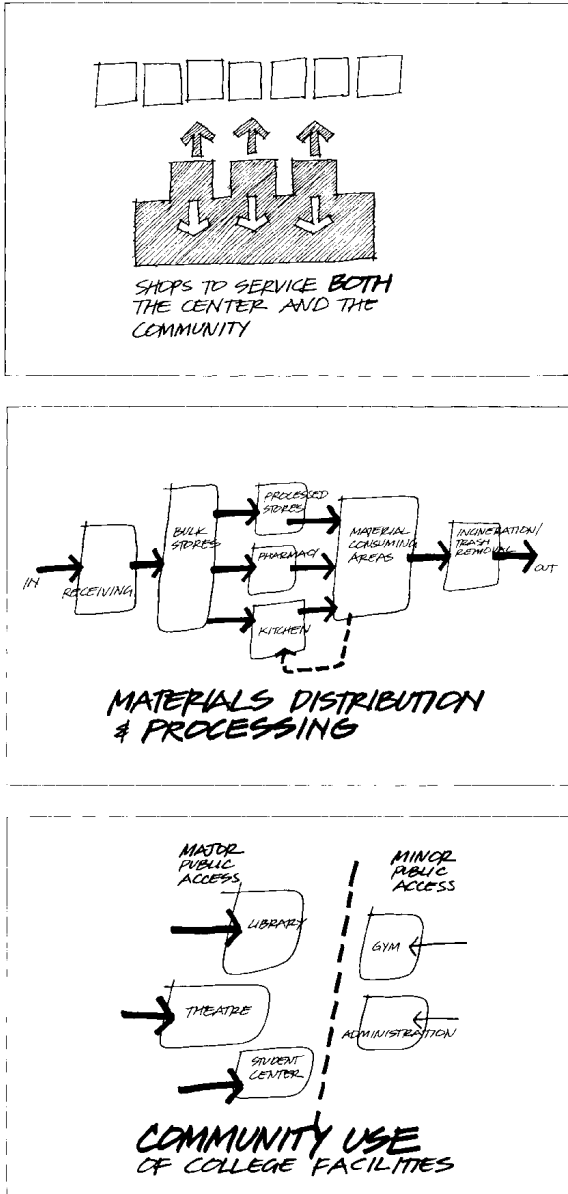 SHOPS TO SERVICE BOTH
THE CENTER AND THE
COMMUNITY
IN
RECEIVING
BULK
STORES
PROCESSED
STORES
PHARMACY
KITCHEN
MATERIAL
CONSUMING
AREAS
INCINERATION/
TRASH
REMOVAL
OUT
MATERIALS DISTRIBUTION
& PROCESSING
MAJOR
PUBLIC
ACCESS
MINOR
PUBLIC
ACCESS
LIBRARY
GYM
THEATRE
ADMINISTRATION
STUDENT
CENTER
COMMUNITY USE
OF COLLEGE FACILITIES